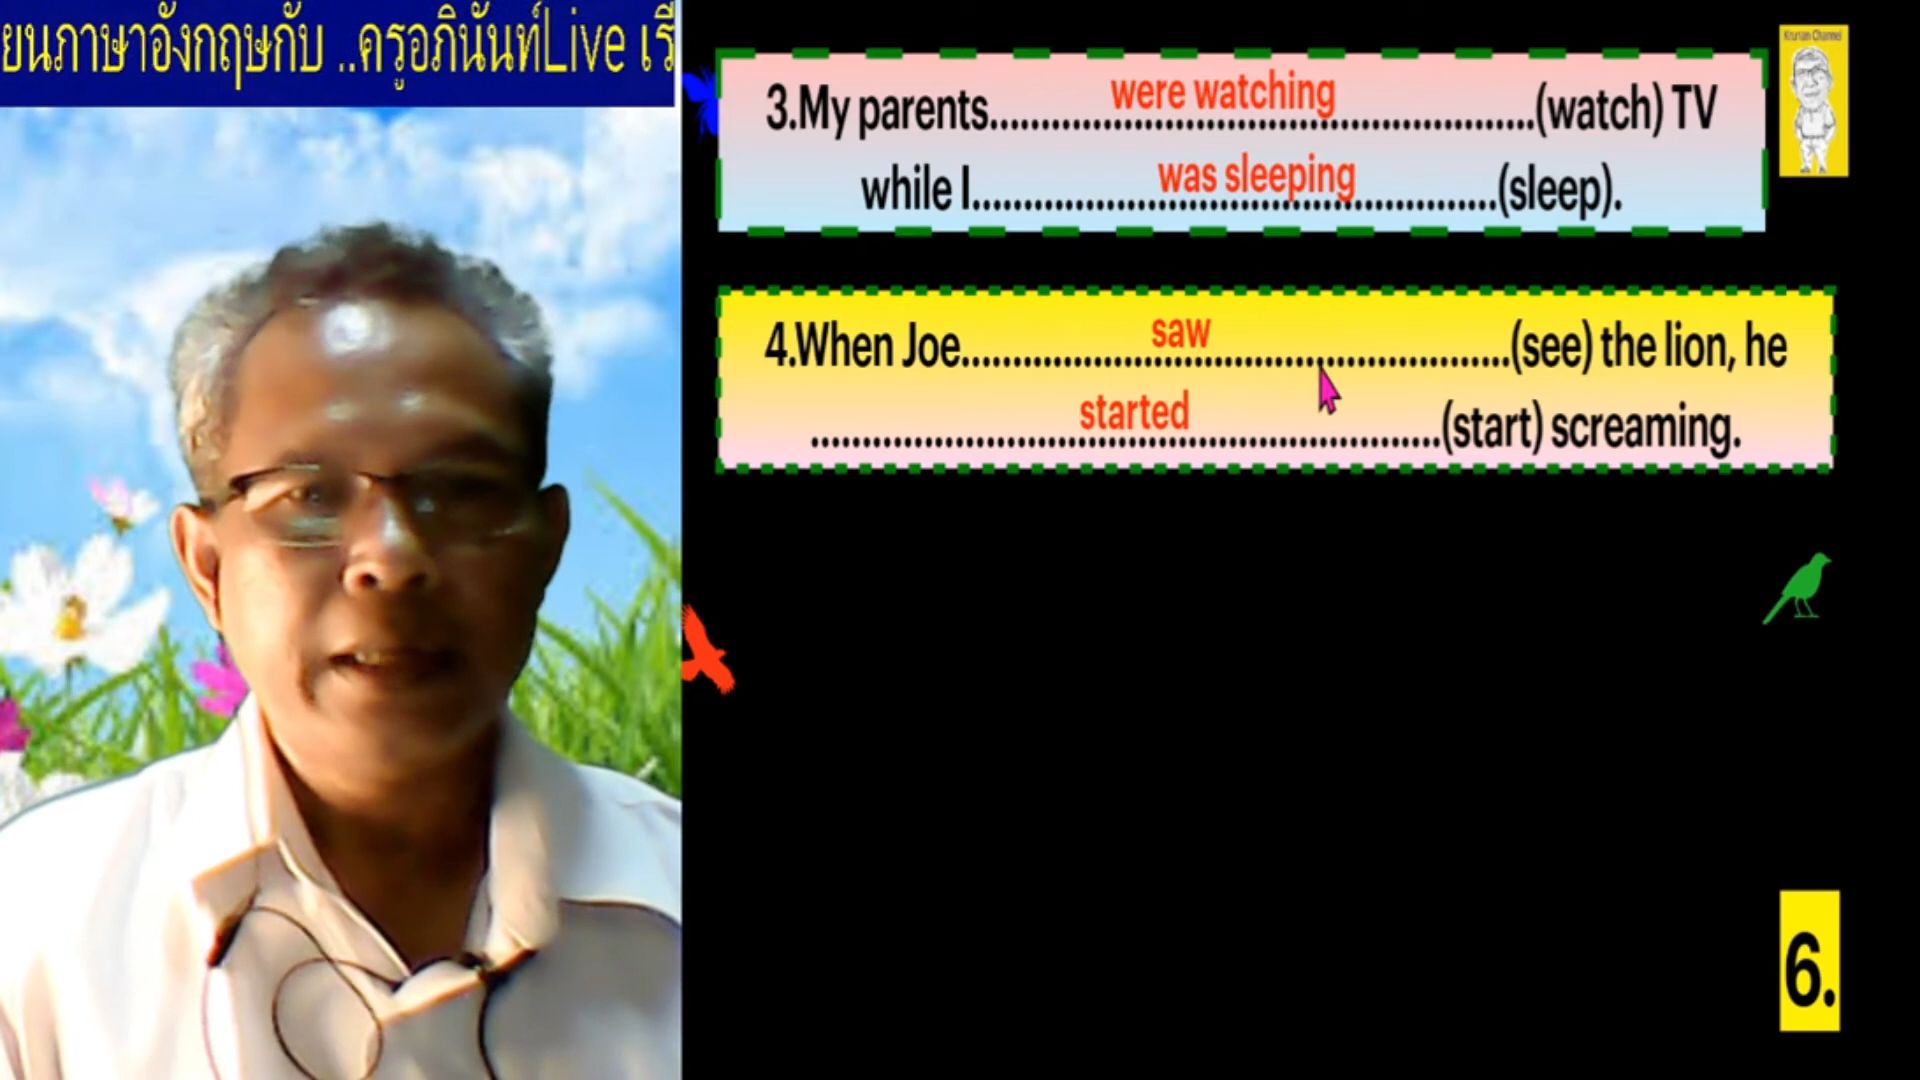 ยนภาษาอังกฤษกับ ..ครูอภินันท์Live เรี
Krunan Channel
were watching
3.My parents......................................................(watch) TV
was sleeping
while I....................................................(sleep).
saw
4.When Joe......................................................(see) the lion, he
started
..............................................................(start) screaming.
6.